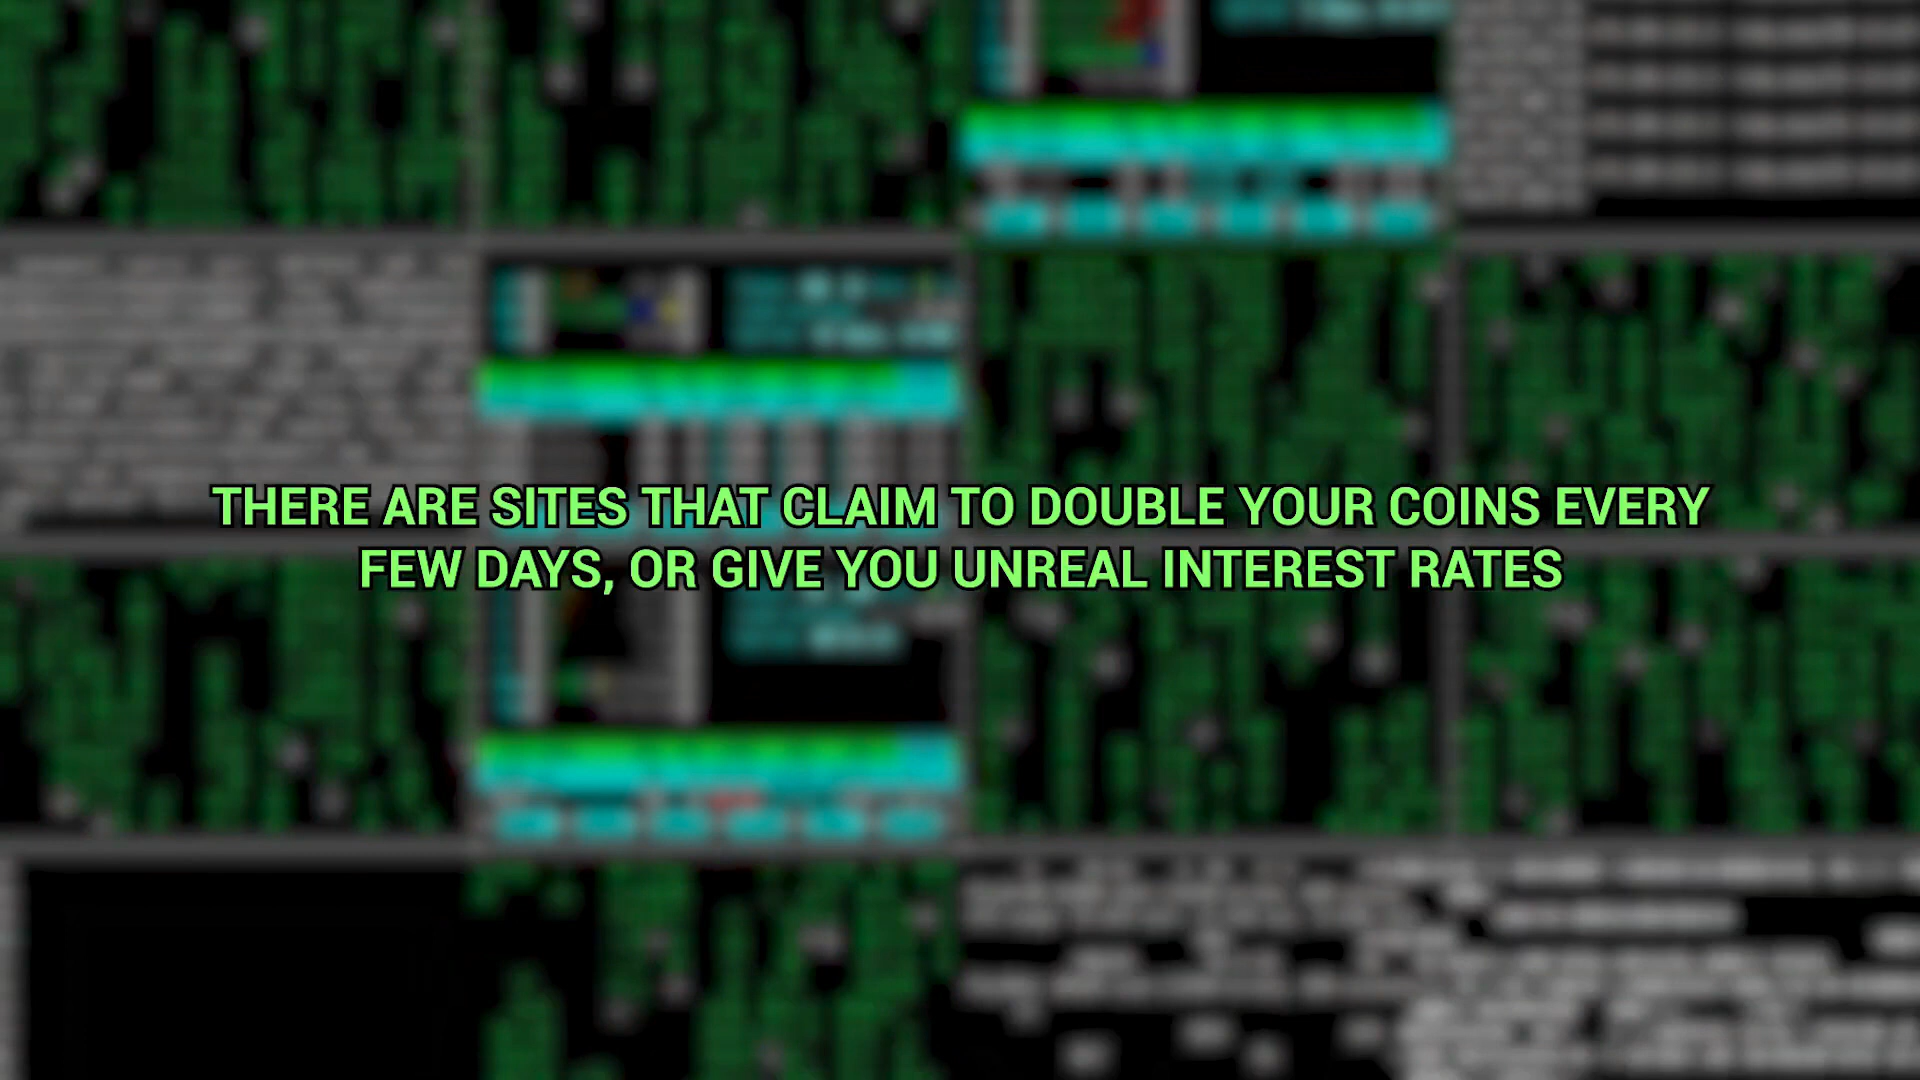 THERE ARE SITES THAT CLAIM TO DOUBLE YOUR COINS EVERY
FEW DAYS, OR GIVE YOU UNREAL INTEREST RATES